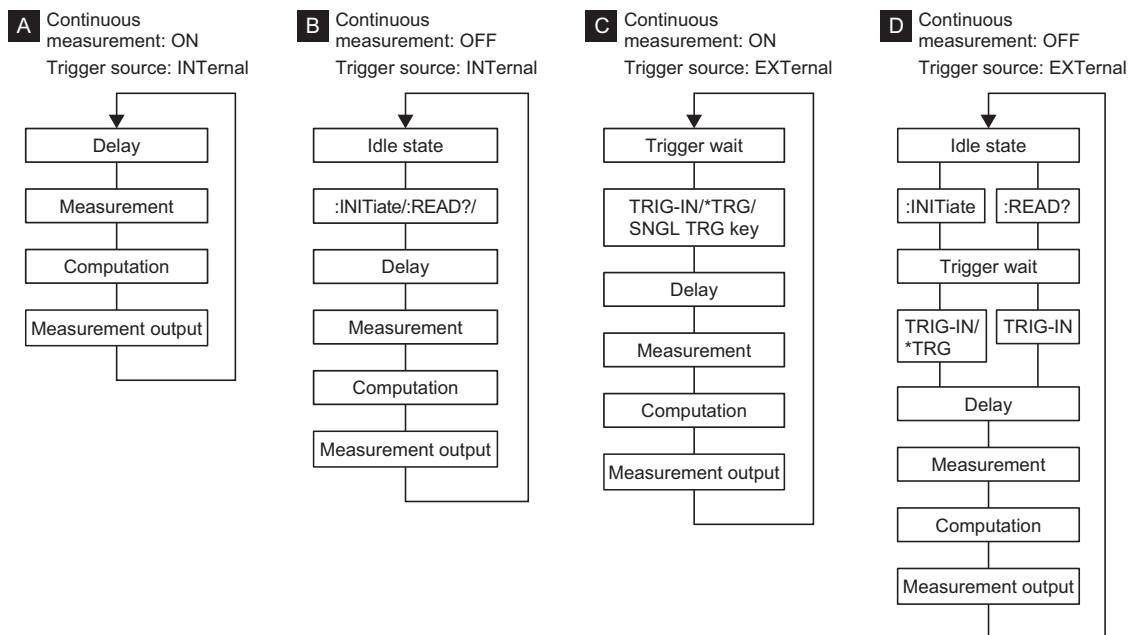 A Continuous
measurement: ON
Trigger source: INTernal
Delay
Measurement
Computation
Measurement output
B Continuous
measurement: OFF
Trigger source: INTernal
Idle state
:INITiate/:READ?/
Delay
Measurement
Computation
Measurement output
C Continuous
measurement: ON
Trigger source: EXTernal
Trigger wait
TRIG-IN/*TRG/
SNGL TRG key
Delay
Measurement
Computation
Measurement output
D Continuous
measurement: OFF
Trigger source: EXTernal
Idle state
:INITiate
:READ?
Trigger wait
TRIG-IN/
*TRG
TRIG-IN
Delay
Measurement
Computation
Measurement output